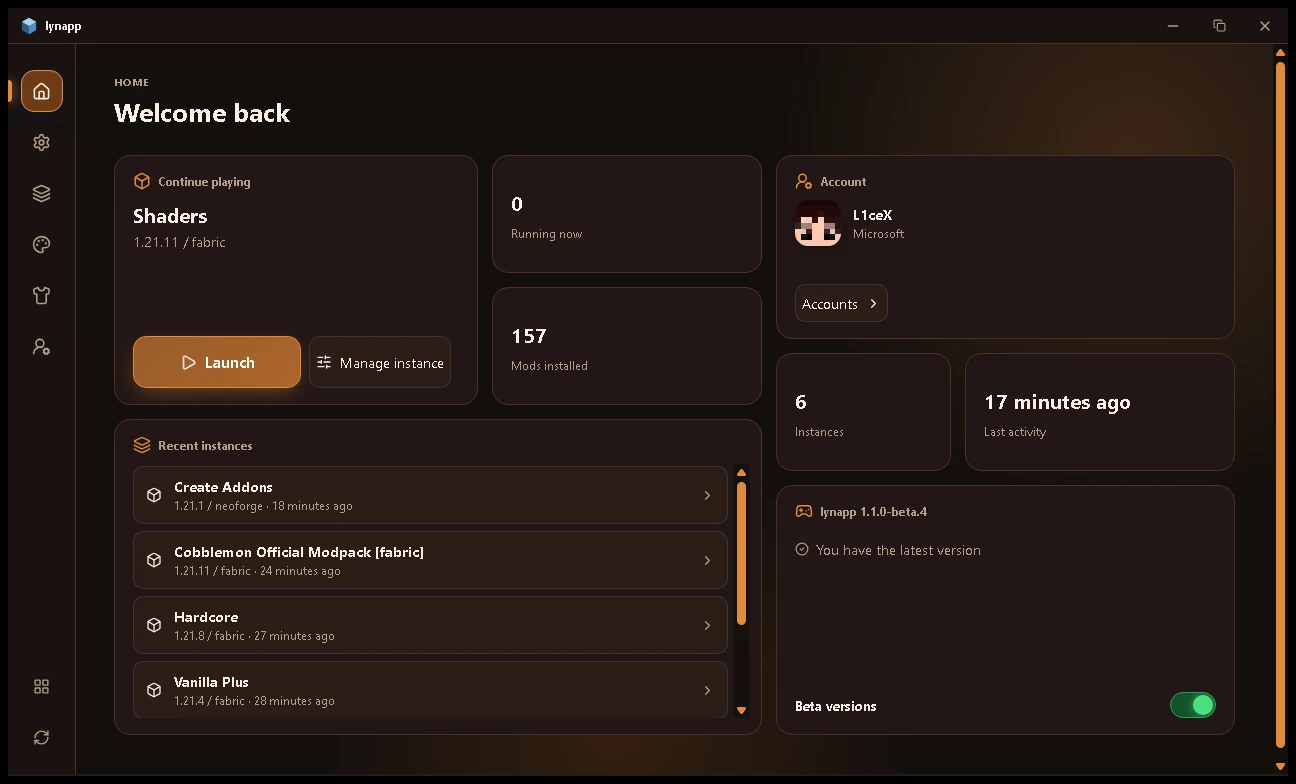 lynapp
HOME
Welcome back
Continue playing
Shaders
1.21.11 / fabric
Launch
Manage instance
0
Running now
157
Mods installed
Account
L1ceX
Microsoft
Accounts
6
Instances
17 minutes ago
Last activity
Recent instances
Create Addons
1.21.1 / neoforge · 18 minutes ago
Cobblemon Official Modpack [fabric]
1.21.11 / fabric · 24 minutes ago
Hardcore
1.21.8 / fabric · 27 minutes ago
Vanilla Plus
1.21.4 / fabric · 28 minutes ago
lynapp 1.1.0-beta.4
You have the latest version
Beta versions